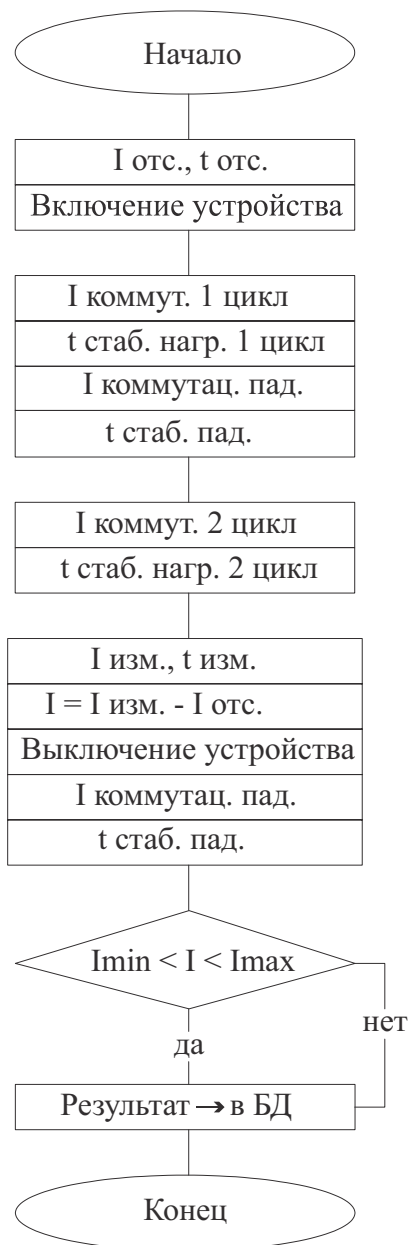 Начало
I отс., t отс.
Включение устройства
I коммут. 1 цикл
t стаб. нагр. 1 цикл
I коммутац. пад.
t стаб. пад.
I коммут. 2 цикл
t стаб. нагр. 2 цикл
I изм., t изм.
I = I изм. - I отс.
Выключение устройства
I коммутац. пад.
t стаб. пад.
Imin < I < Imax
нет
да
Результат → в БД
Конец